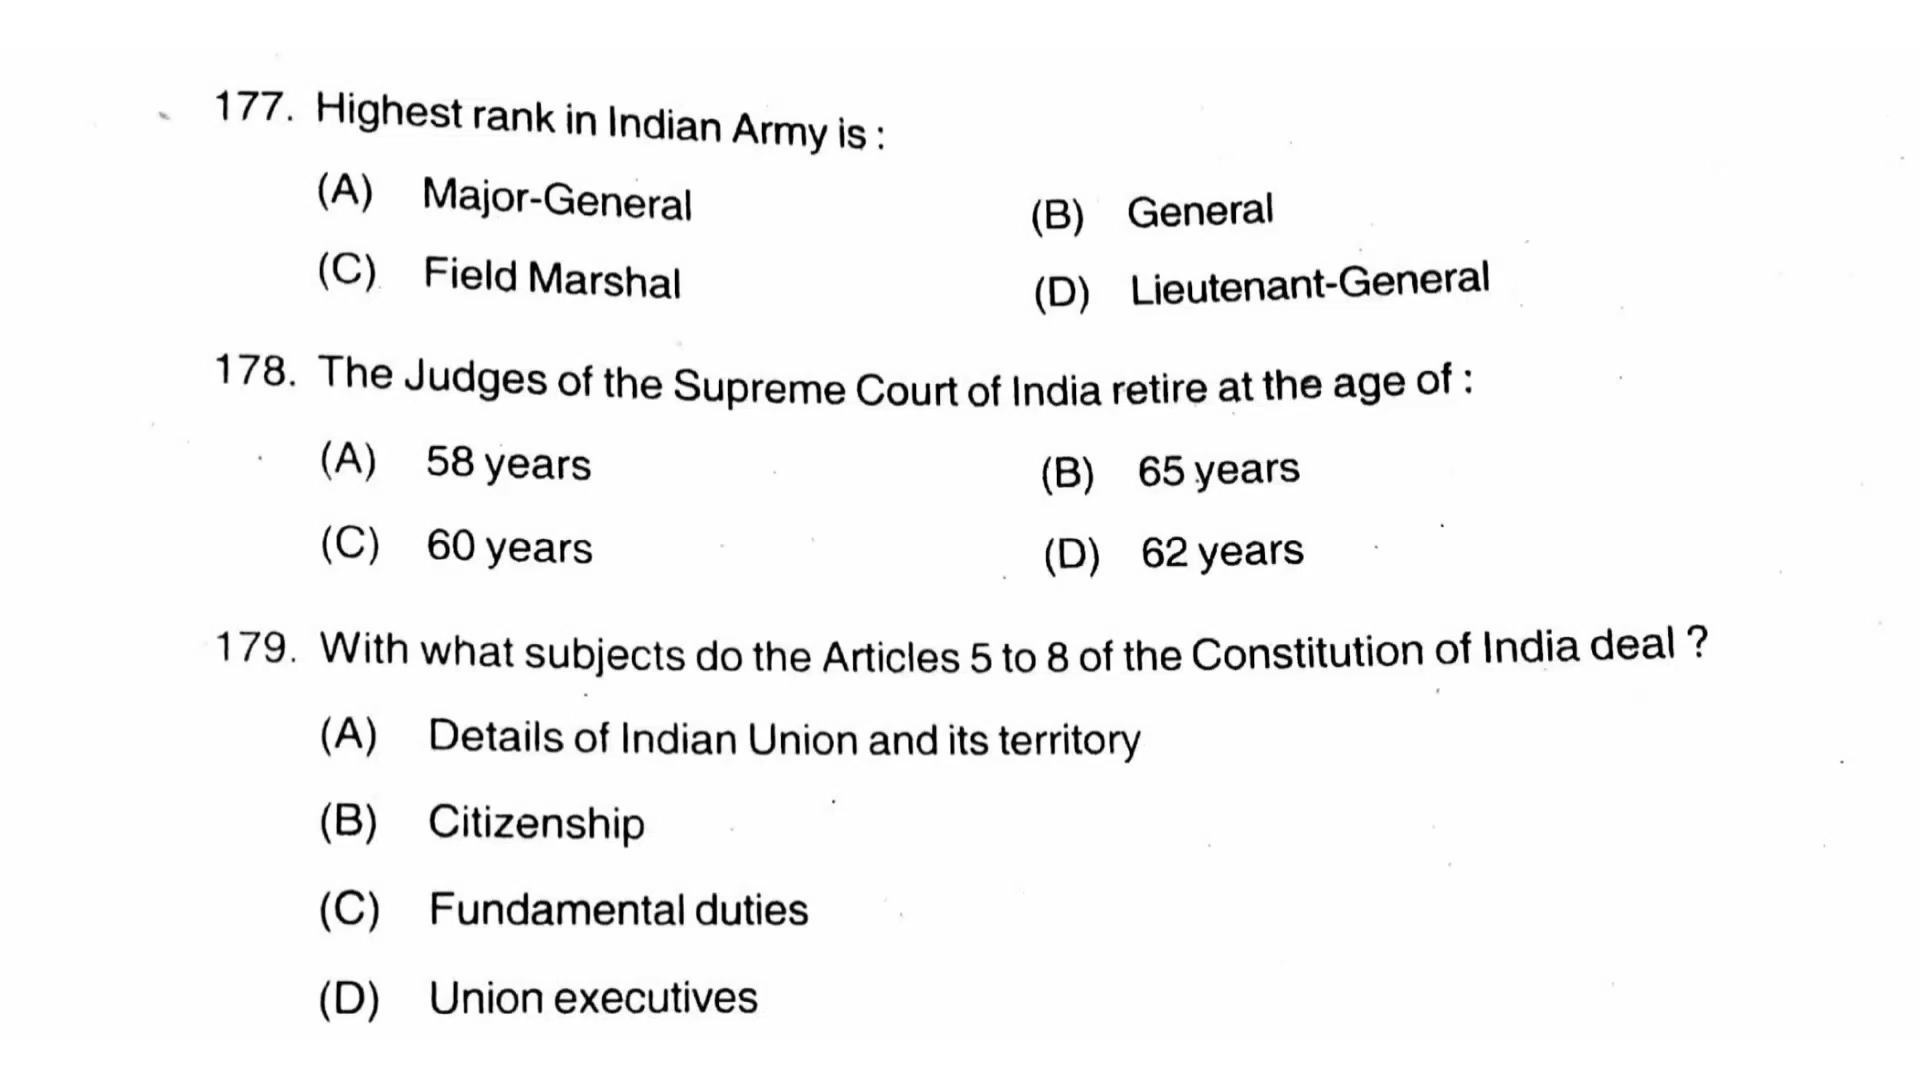 177. Highest rank in Indian Army is :
(A) Major-General (B) General
(C) Field Marshal (D) Lieutenant-General
178. The Judges of the Supreme Court of India retire at the age of :
(A) 58 years (B) 65 years
(C) 60 years (D) 62 years
179. With what subjects do the Articles 5 to 8 of the Constitution of India deal ?
(A) Details of Indian Union and its territory
(B) Citizenship
(C) Fundamental duties
(D) Union executives